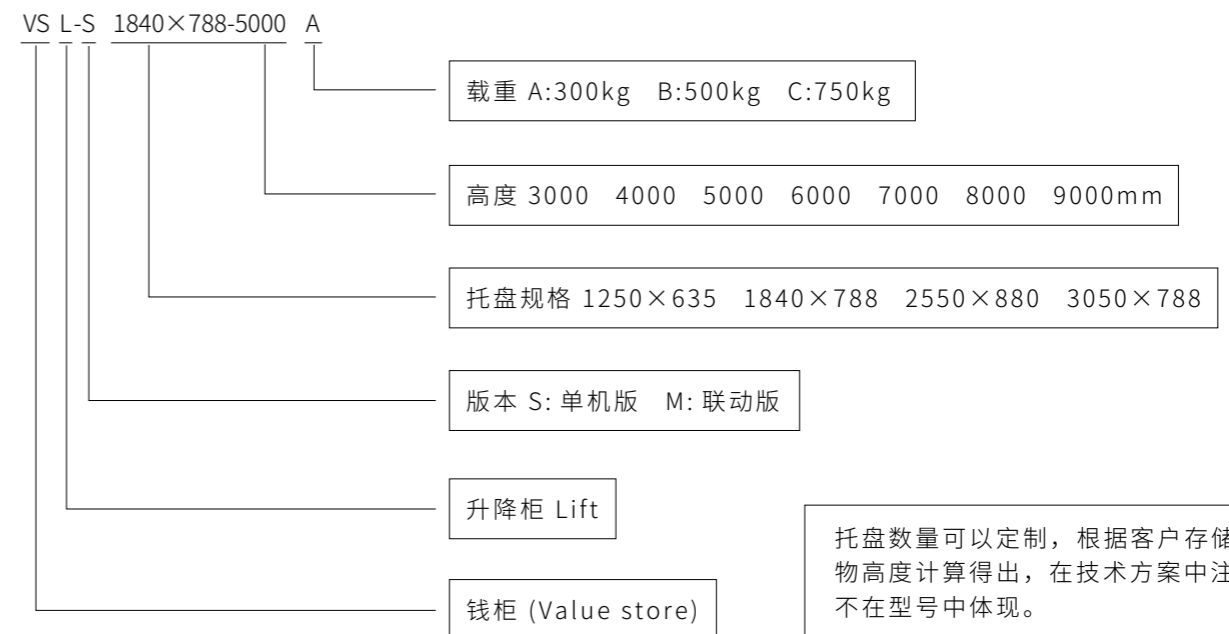 VS L-S 1840×788-5000 A
载重 A:300kg B:500kg C:750kg
高度 3000 4000 5000 6000 7000 8000 9000mm
托盘规格 1250×635 1840×788 2550×880 3050×788
版本 S: 单机版 M: 联动版
升降柜 Lift
钱柜 (Value store)
托盘数量可以定制，根据客户存储
物高度计算得出，在技术方案中注
不在型号中体现。